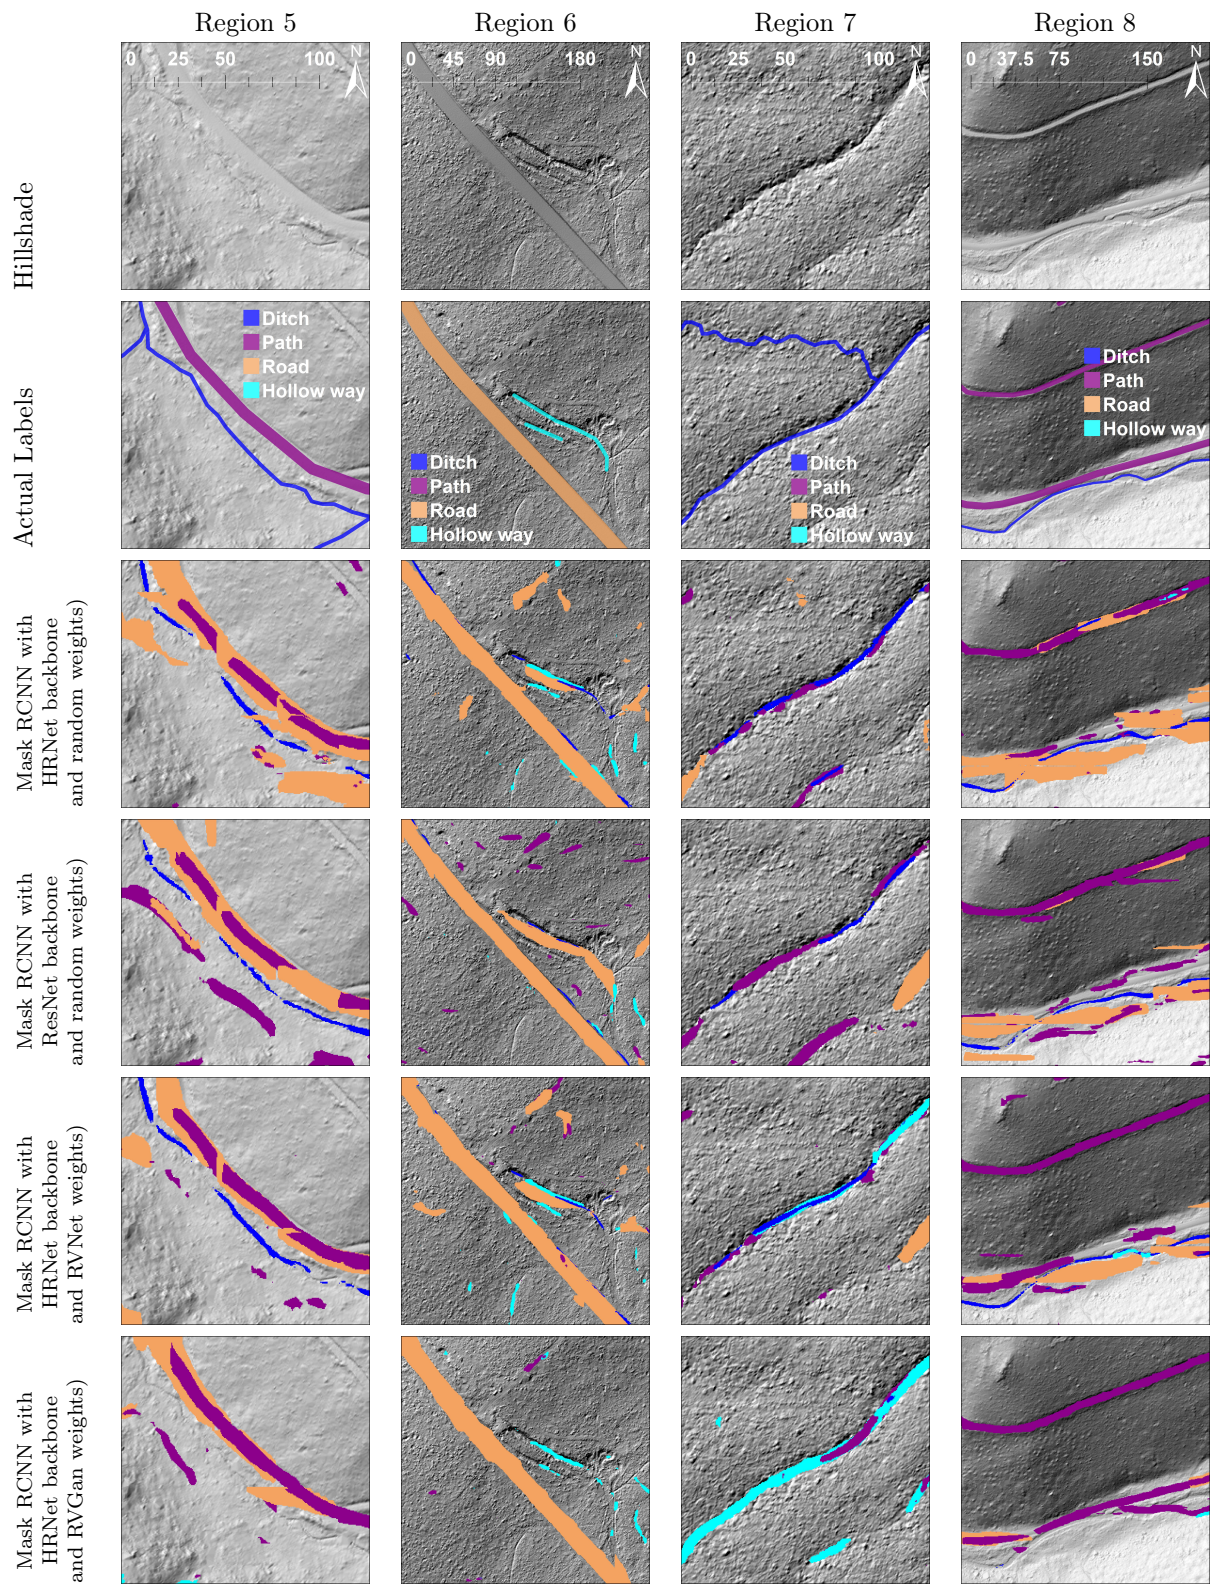 Region 5
Region 6
Region 7
Region 8
Hillshade
0 25 50 100 N
0 45 90 180 N
0 25 50 100 N
0 37.5 75 150 N
Actual Labels
Ditch
Path
Road
Hollow way
Ditch
Path
Road
Hollow way
Ditch
Path
Road
Hollow way
Ditch
Path
Road
Hollow way
Mask RCNN with
HRNet backbone
and random weights)
Mask RCNN with
ResNet backbone
and random weights)
Mask RCNN with
HRNet backbone
and RVNet weights)
Mask RCNN with
HRNet backbone
and RVGan weights)